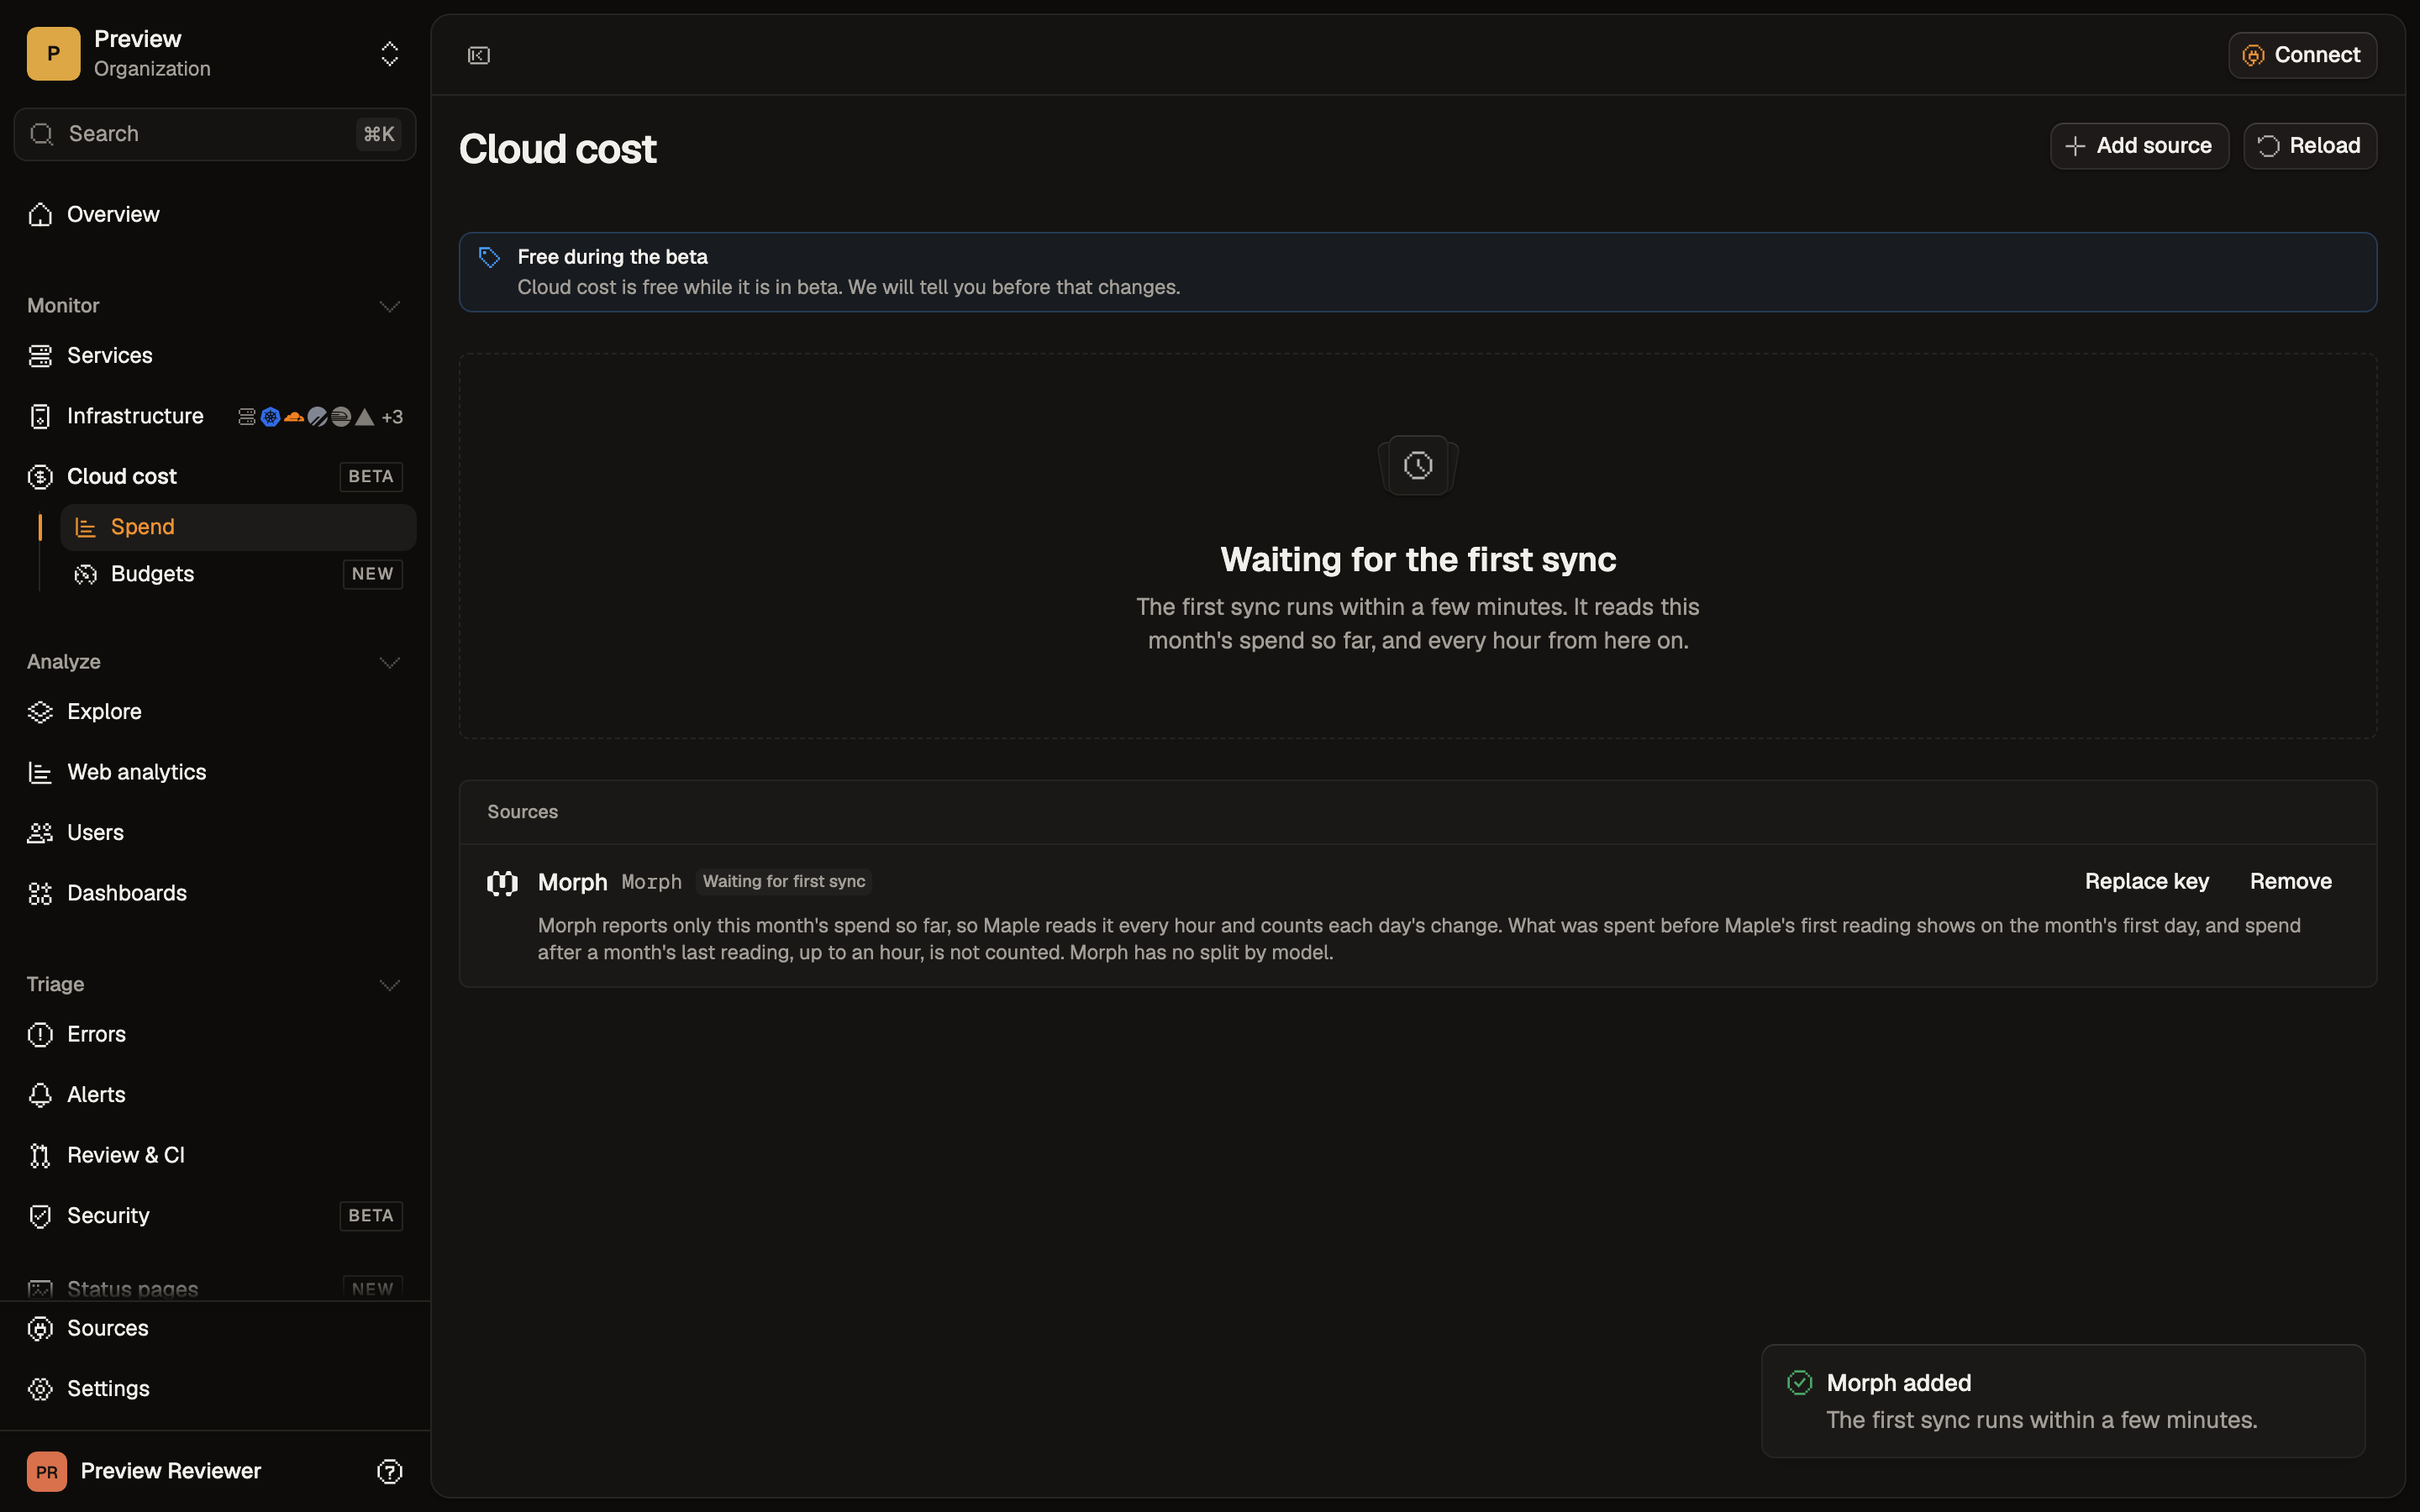 P
Preview
Organization
Search
⌘K
Overview
Monitor
Services
Infrastructure
+3
Cloud cost
BETA
Spend
Budgets
NEW
Analyze
Explore
Web analytics
Users
Dashboards
Triage
Errors
Alerts
Review & CI
Security
BETA
Status pages
NEW
Sources
Settings
PR
Preview Reviewer
Connect
Cloud cost
Add source
Reload
Free during the beta
Cloud cost is free while it is in beta. We will tell you before that changes.
Waiting for the first sync
The first sync runs within a few minutes. It reads this
month's spend so far, and every hour from here on.
Sources
Morph Morph Waiting for first sync
Replace key
Remove
Morph reports only this month's spend so far, so Maple reads it every hour and counts each day's change. What was spent before Maple's first reading shows on the month's first day, and spend
after a month's last reading, up to an hour, is not counted. Morph has no split by model.
Morph added
The first sync runs within a few minutes.